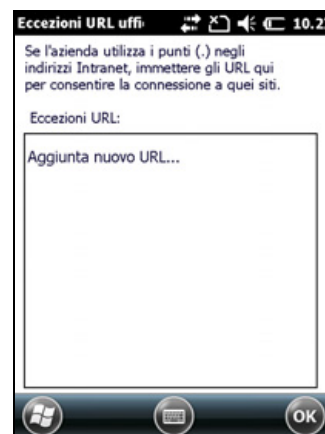 Eccezioni URL uffi
10.2
Se l'azienda utilizza i punti (.) negli
indirizzi Intranet, immettere gli URL qui
per consentire la connessione a quei siti.
Eccezioni URL:
Aggiunta nuovo URL...
OK